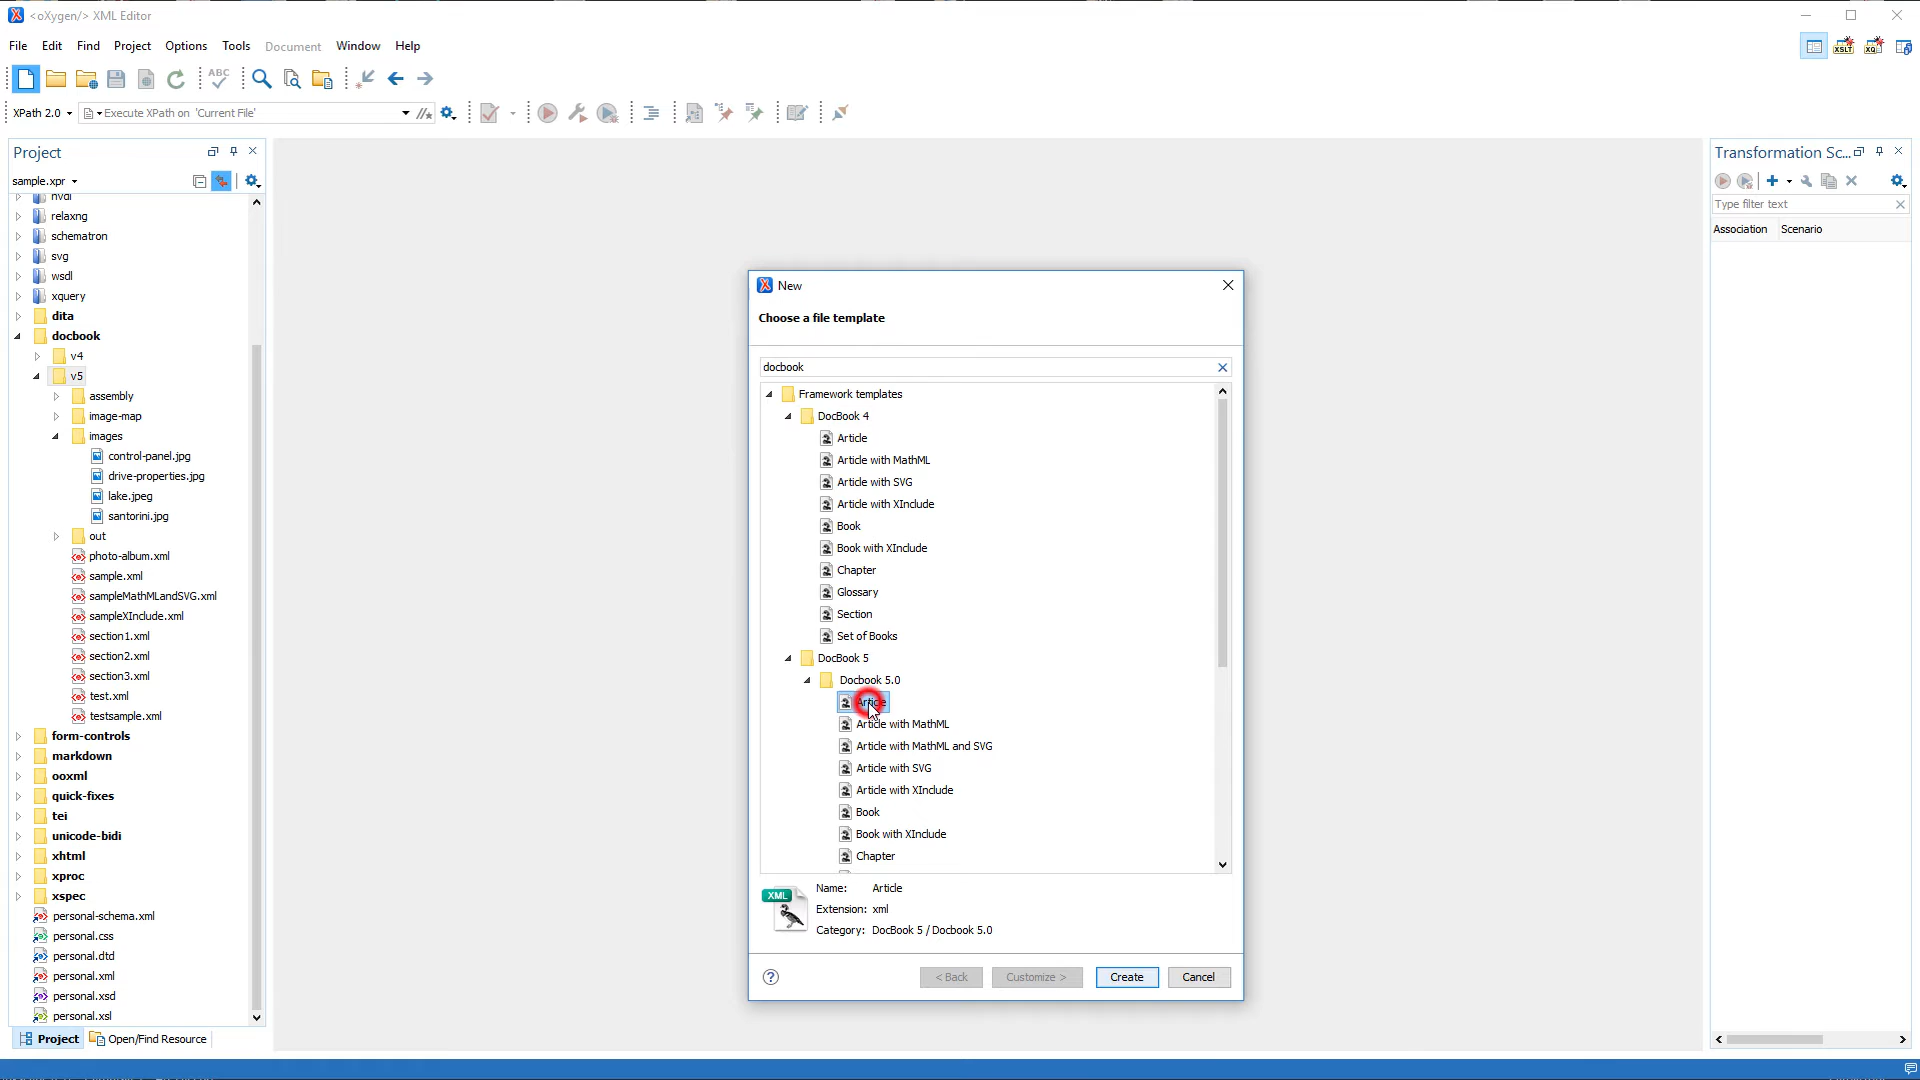 <oXygen/> XML Editor
File Edit Find Project Options Tools Document Window Help
XSLT XQ
ABC
XPath 2.0 Execute XPath on 'Current File'
Project
sample.xpr
nvdl
relaxng
schematron
svg
wsdl
xquery
dita
docbook
v4
v5
assembly
image-map
images
control-panel.jpg
drive-properties.jpg
lake.jpeg
santorini.jpg
out
photo-album.xml
sample.xml
sampleMathMLandSVG.xml
sampleXInclude.xml
section1.xml
section2.xml
section3.xml
test.xml
testsample.xml
form-controls
markdown
ooxml
quick-fixes
tei
unicode-bidi
xhtml
xproc
xspec
personal-schema.xml
personal.css
personal.dtd
personal.xml
personal.xsd
personal.xsl
Project Open/Find Resource
New
Choose a file template
docbook
Framework templates
DocBook 4
Article
Article with MathML
Article with SVG
Article with XInclude
Book
Book with XInclude
Chapter
Glossary
Section
Set of Books
DocBook 5
Docbook 5.0
Article
Article with MathML
Article with MathML and SVG
Article with SVG
Article with XInclude
Book
Book with XInclude
Chapter
XML
Name: Article
Extension: xml
Category: DocBook 5 / Docbook 5.0
< Back Customize > Create Cancel
Transformation Sc...
Type filter text
Association Scenario